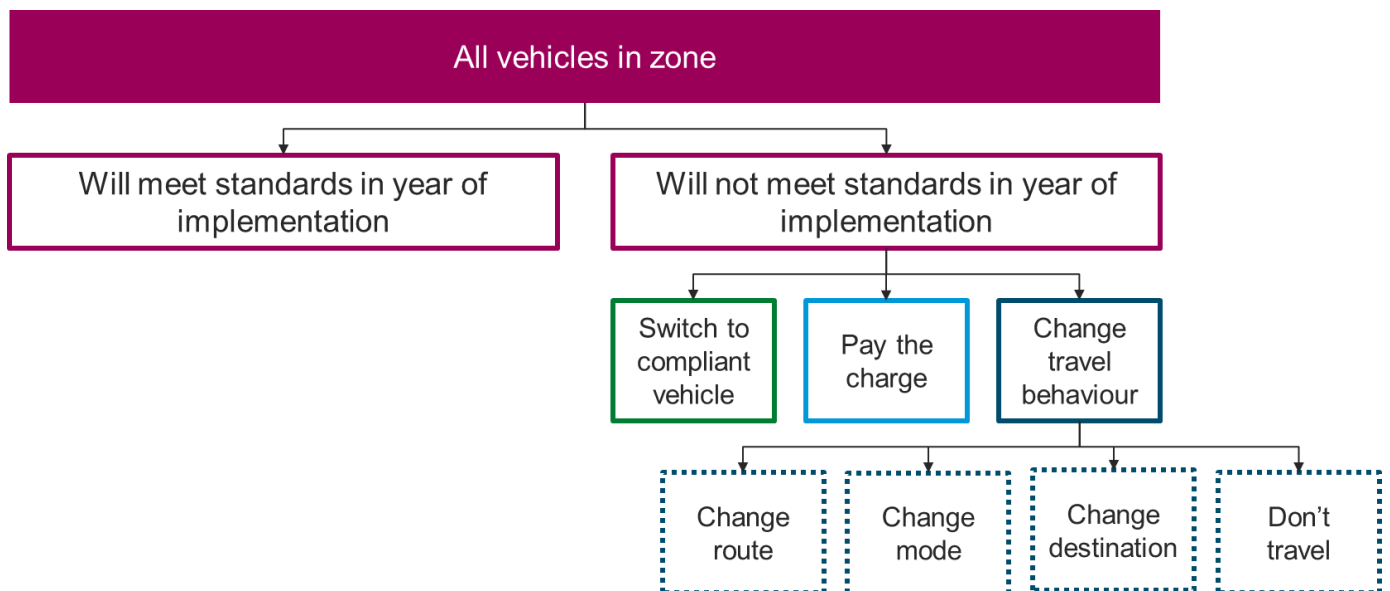 All vehicles in zone
Will meet standards in year of
implementation
Will not meet standards in year of
implementation
Switch to
compliant
vehicle
Pay the
charge
Change
travel
behaviour
Change
route
Change
mode
Change
destination
Don’t
travel